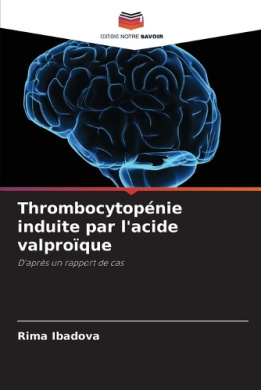 EDITIONS NOTRE SAVOIR
Thrombocytopénie
induite par l'acide
valproïque
D'après un rapport de cas
Rima Ibadova